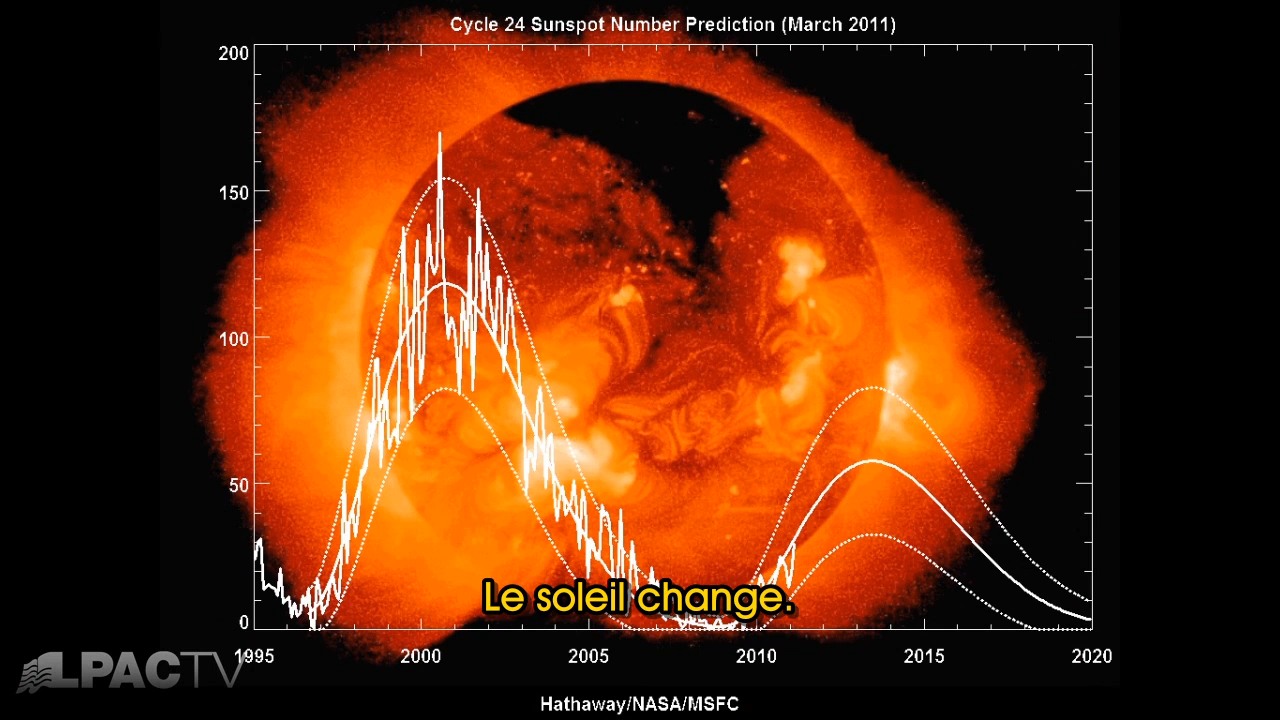 Cycle 24 Sunspot Number Prediction (March 2011)
200
150
100
50
0
1995 2000 2005 2010 2015 2020
Le soleil change.
LPACTV
Hathaway/NASA/MSFC